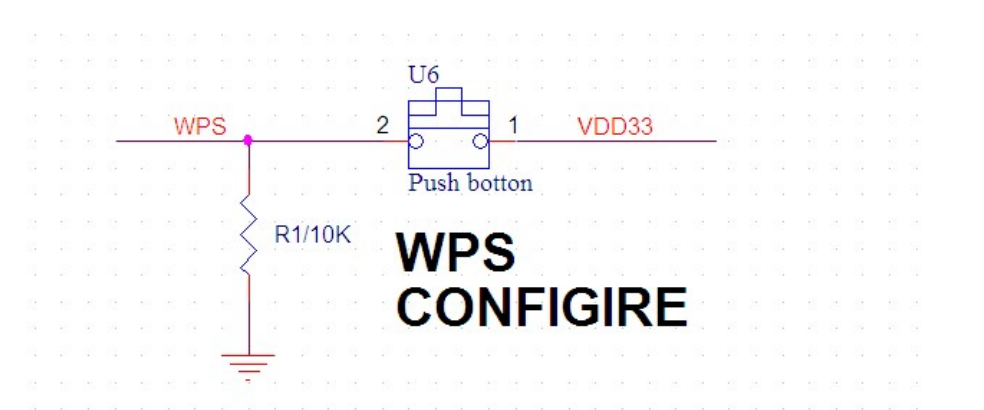 U6
WPS 2 1 VDD33
Push botton
R1/10K
WPS
CONFIGIRE